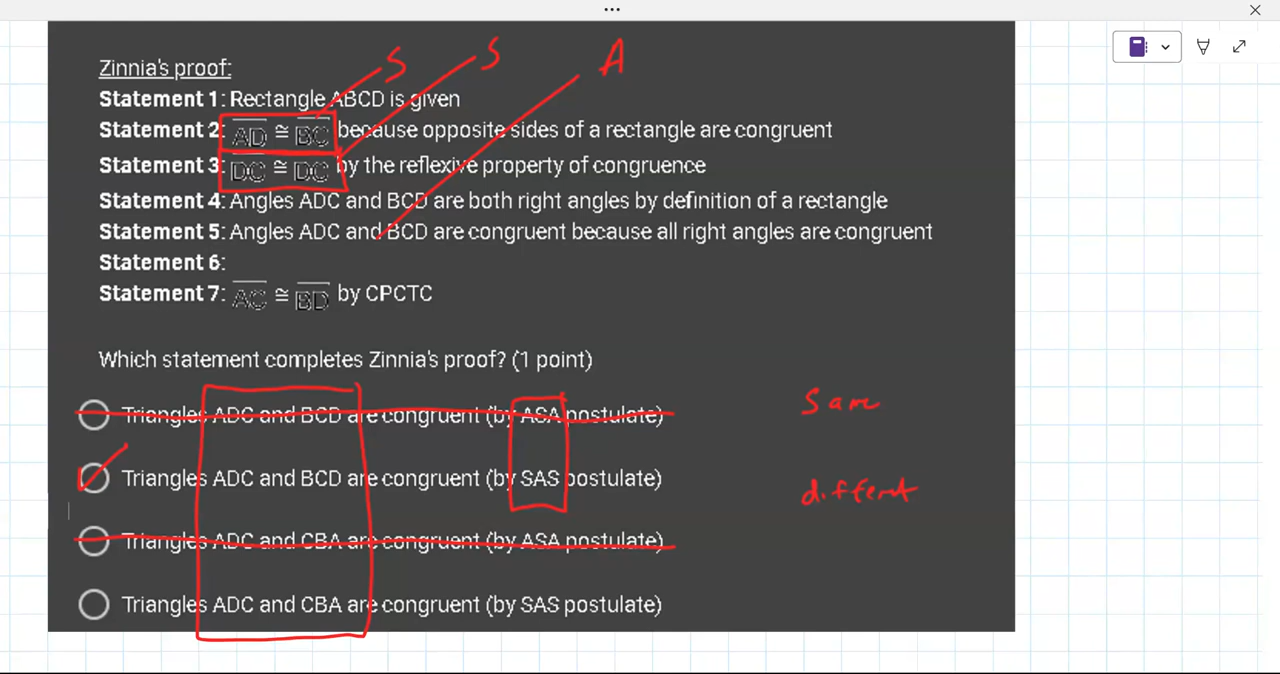 ...
S S A
Zinnia's proof:
Statement 1: Rectangle ABCD is given
Statement 2: AD ≅ BC because opposite sides of a rectangle are congruent
Statement 3: DC ≅ DC by the reflexive property of congruence
Statement 4: Angles ADC and BCD are both right angles by definition of a rectangle
Statement 5: Angles ADC and BCD are congruent because all right angles are congruent
Statement 6:
Statement 7: AC ≅ BD by CPCTC
Which statement completes Zinnia's proof? (1 point)
Triangles ADC and BCD are congruent (by ASA postulate)
same
Triangles ADC and BCD are congruent (by SAS postulate)
different
Triangles ADC and CBA are congruent (by ASA postulate)
Triangles ADC and CBA are congruent (by SAS postulate)